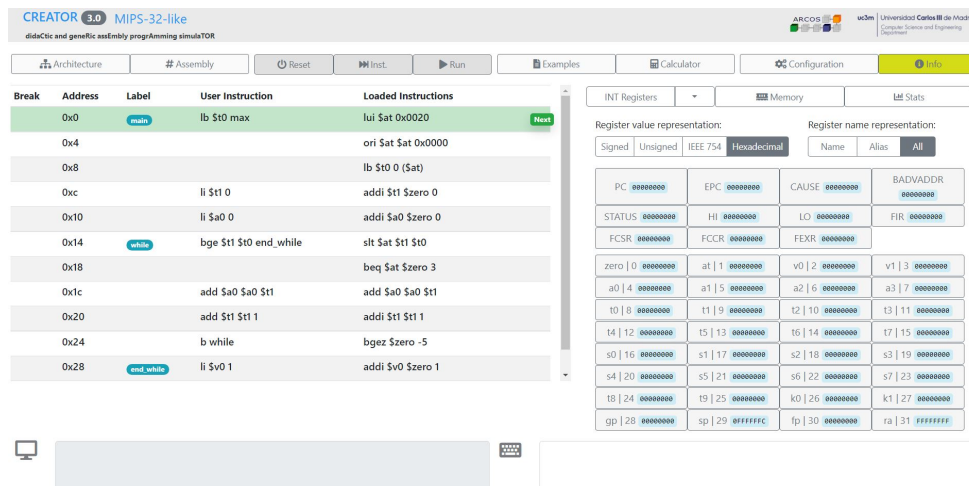 CREATOR 3.0 MIPS-32-like
didaCtic and geneRic assEmbly progrAmming simulaTOR
ARCOS
uc3m Universidad Carlos III de Madr
Computer Science and Engineering
Department
Architecture # Assembly Reset Inst. Run Examples Calculator Configuration Info
Break Address Label User Instruction Loaded Instructions
0x0 main lb $t0 max lui $at 0x0020 Next
0x4 ori $at $at 0x0000
0x8 lb $t0 0 ($at)
0xc li $t1 0 addi $t1 $zero 0
0x10 li $a0 0 addi $a0 $zero 0
0x14 while bge $t1 $t0 end_while slt $at $t1 $t0
0x18 beq $at $zero 3
0x1c add $a0 $a0 $t1 add $a0 $a0 $t1
0x20 add $t1 $t1 1 addi $t1 $t1 1
0x24 b while bgez $zero -5
0x28 end_while li $v0 1 addi $v0 $zero 1
INT Registers Memory Stats
Register value representation: Register name representation:
Signed Unsigned IEEE 754 Hexadecimal Name Alias All
PC 00000000 EPC 00000000 CAUSE 00000000 BADVADDR 00000000
STATUS 00000000 HI 00000000 LO 00000000 FIR 00000000
FCSR 00000000 FCCR 00000000 FEXR 00000000
zero | 0 00000000 at | 1 00000000 v0 | 2 00000000 v1 | 3 00000000
a0 | 4 00000000 a1 | 5 00000000 a2 | 6 00000000 a3 | 7 00000000
t0 | 8 00000000 t1 | 9 00000000 t2 | 10 00000000 t3 | 11 00000000
t4 | 12 00000000 t5 | 13 00000000 t6 | 14 00000000 t7 | 15 00000000
s0 | 16 00000000 s1 | 17 00000000 s2 | 18 00000000 s3 | 19 00000000
s4 | 20 00000000 s5 | 21 00000000 s6 | 22 00000000 s7 | 23 00000000
t8 | 24 00000000 t9 | 25 00000000 k0 | 26 00000000 k1 | 27 00000000
gp | 28 00000000 sp | 29 0FFFFFFC fp | 30 00000000 ra | 31 FFFFFFFF